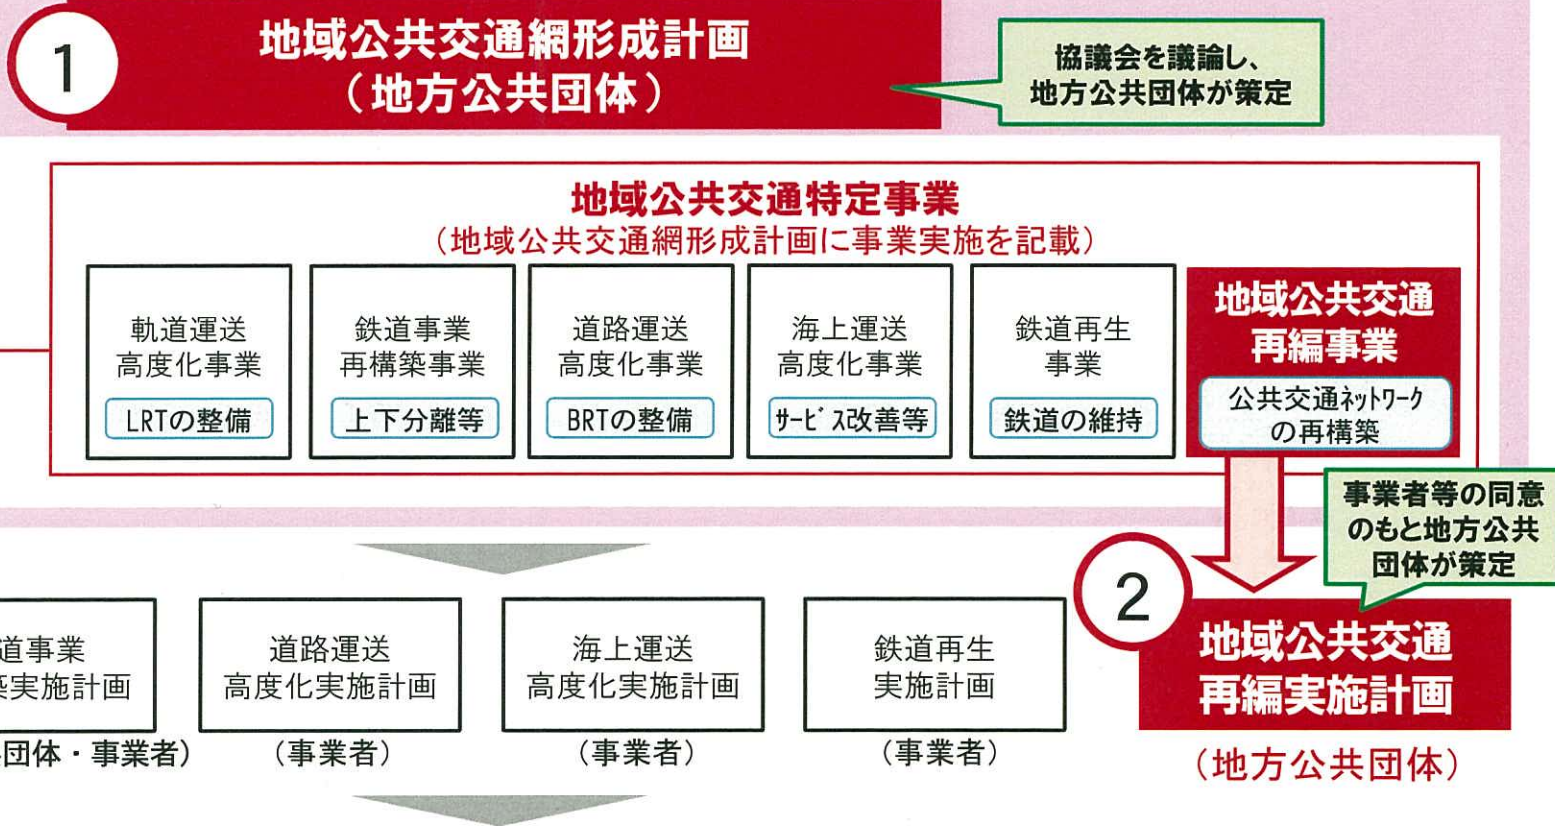 1
地域公共交通網形成計画
（地方公共団体）
協議会を議論し、
地方公共団体が策定
地域公共交通特定事業
（地域公共交通網形成計画に事業実施を記載）
軌道運送
高度化事業
LRTの整備
鉄道事業
再構築事業
上下分離等
道路運送
高度化事業
BRTの整備
海上運送
高度化事業
ｻｰﾋﾞｽ改善等
鉄道再生
事業
鉄道の維持
地域公共交通
再編事業
公共交通ﾈｯﾄﾜｰｸ
の再構築
事業者等の同意
のもと地方公共
団体が策定
2
道事業
築実施計画
団体・事業者）
道路運送
高度化実施計画
（事業者）
海上運送
高度化実施計画
（事業者）
鉄道再生
実施計画
（事業者）
地域公共交通
再編実施計画
（地方公共団体）